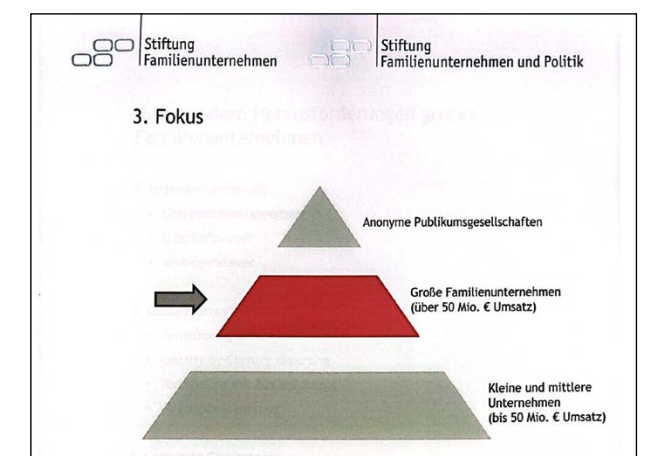 Stiftung
Familienunternehmen
Stiftung
Familienunternehmen und Politik
3. Fokus
Anonyme Publikumsgesellschaften
Große Familienunternehmen
(über 50 Mio. € Umsatz)
Kleine und mittlere
Unternehmen
(bis 50 Mio. € Umsatz)